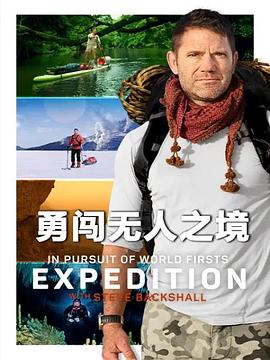 勇闯无人之境
IN PURSUIT OF WORLD FIRSTS
EXPEDITION
WITH STEVE BACKSHALL